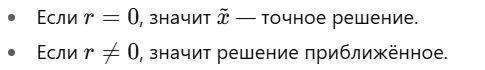 • Если r = 0, значит x̃ — точное решение.
• Если r ≠ 0, значит решение приближённое.